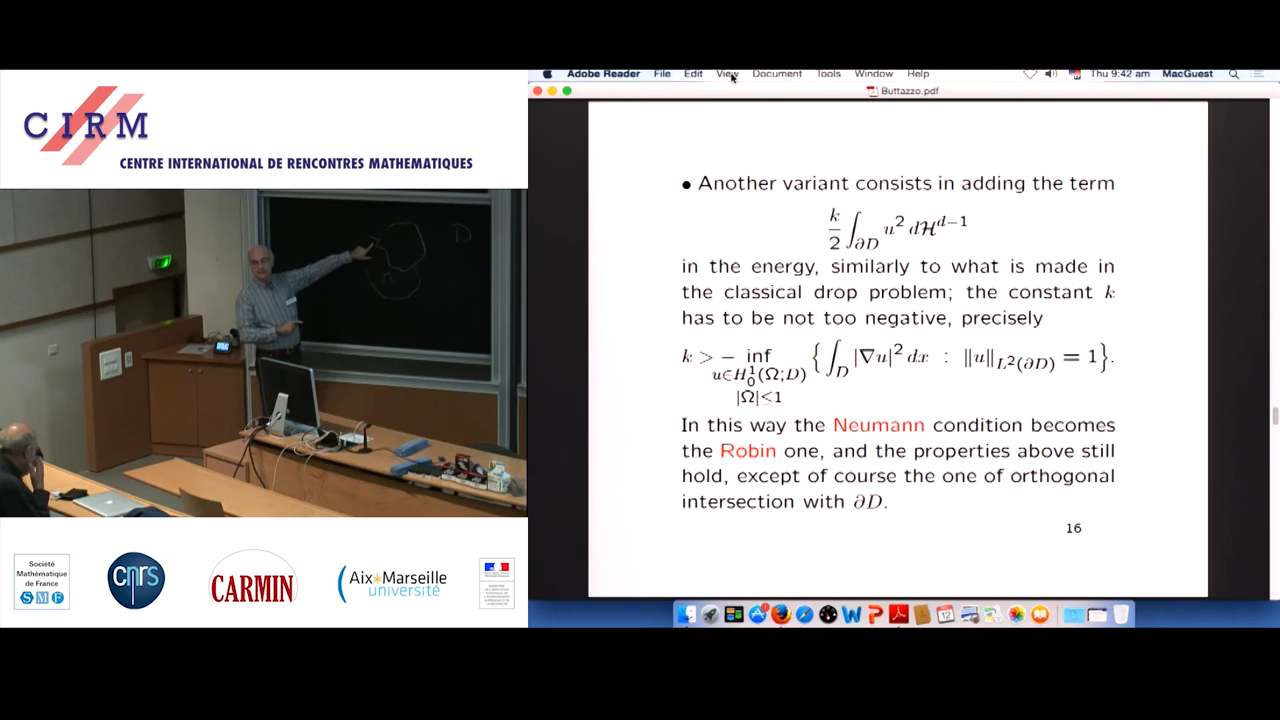 CIRM
CENTRE INTERNATIONAL DE RENCONTRES MATHEMATIQUES
D
Société
Mathématique
de France
SMF
cnrs
CARMIN
Aix*Marseille
université
Adobe Reader File Edit View Document Tools Window Help Thu 9:42 am MacGuest
Buttazzo.pdf
• Another variant consists in adding the term
k/2 ∫_{∂D} u² dℋ^{d−1}
in the energy, similarly to what is made in
the classical drop problem; the constant k
has to be not too negative, precisely
k > − inf_{u∈H¹₀(Ω;D) |Ω|≤1} { ∫_D |∇u|² dx : ‖u‖_{L²(∂D)} = 1 }.
In this way the Neumann condition becomes
the Robin one, and the properties above still
hold, except of course the one of orthogonal
intersection with ∂D.
16